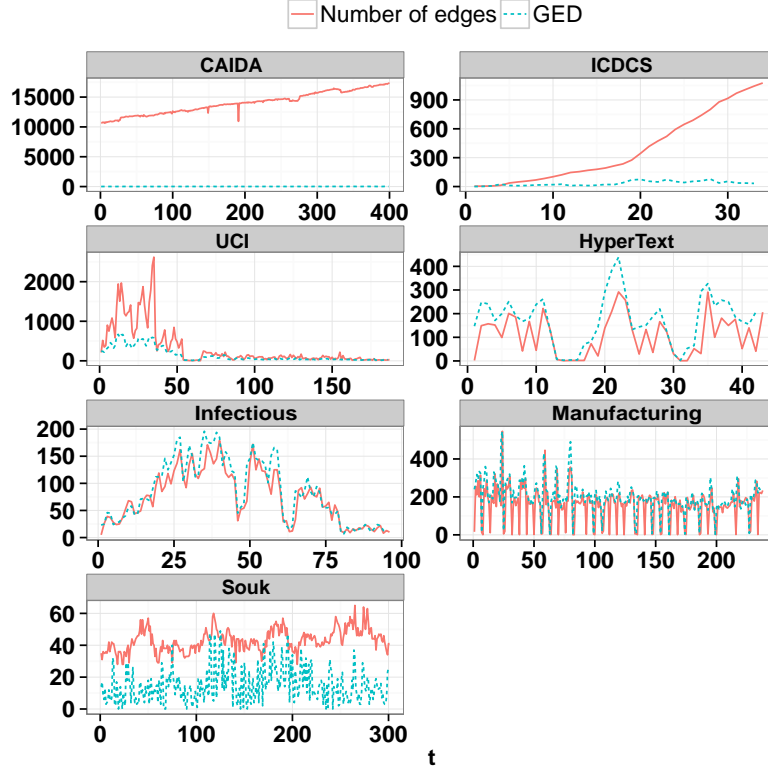 Number of edges GED
CAIDA ICDCS
15000
10000
5000
0
0 100 200 300 400
900
600
300
0
10 20 30
UCI HyperText
2000
1000
0
0 50 100 150
400
300
200
100
0
0 10 20 30 40
Infectious Manufacturing
200
150
100
50
0
0 25 50 75 100
400
200
0
0 50 100 150 200
Souk
60
40
20
0
0 100 200 300
t